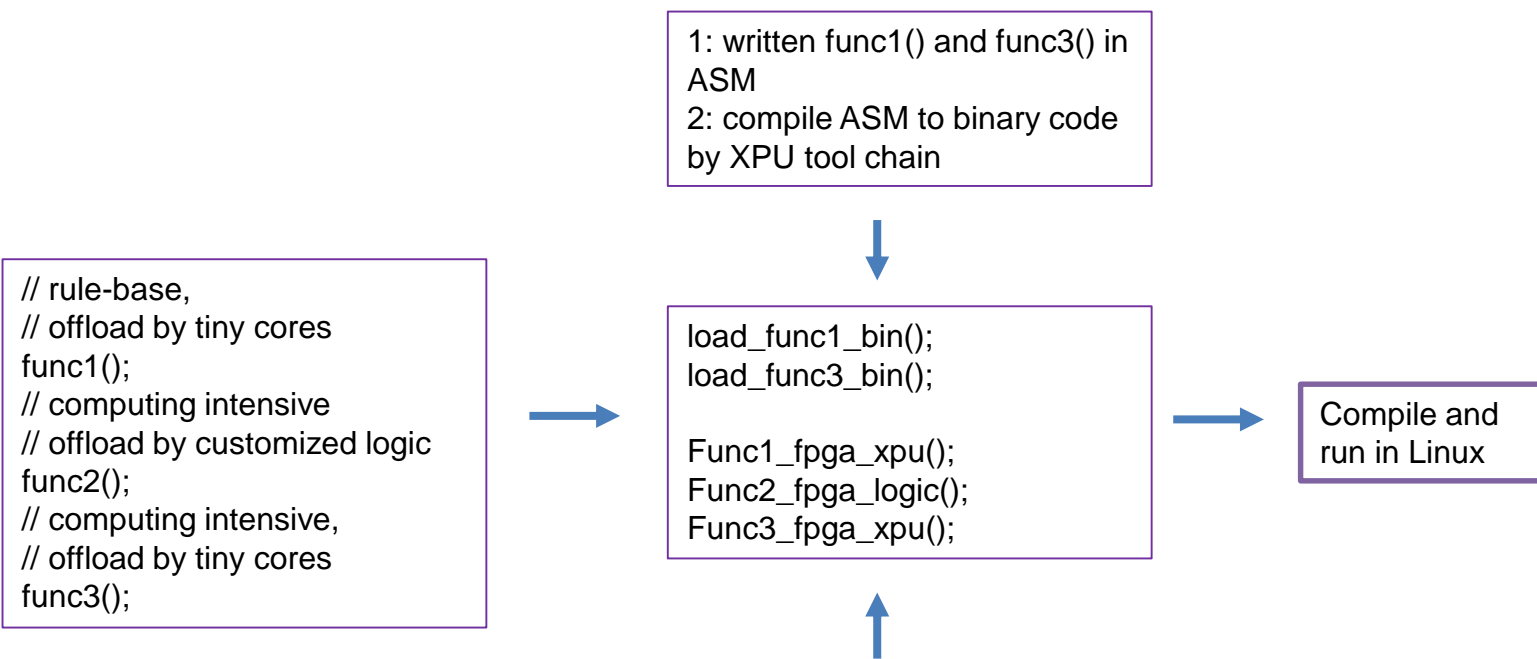 1: written func1() and func3() in
ASM
2: compile ASM to binary code
by XPU tool chain
// rule-base,
// offload by tiny cores
func1();
// computing intensive
// offload by customized logic
func2();
// computing intensive,
// offload by tiny cores
func3();
load_func1_bin();
load_func3_bin();
Func1_fpga_xpu();
Func2_fpga_logic();
Func3_fpga_xpu();
Compile and
run in Linux